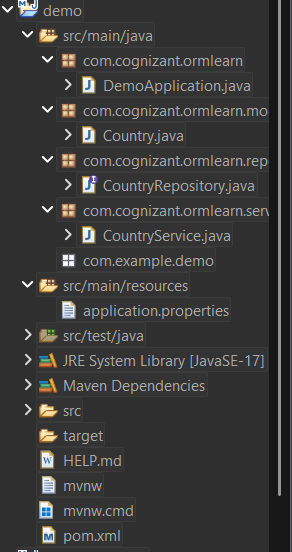 demo
src/main/java
com.cognizant.ormlearn
DemoApplication.java
com.cognizant.ormlearn.mo
Country.java
com.cognizant.ormlearn.rep
CountryRepository.java
com.cognizant.ormlearn.serv
CountryService.java
com.example.demo
src/main/resources
application.properties
src/test/java
JRE System Library [JavaSE-17]
Maven Dependencies
src
target
HELP.md
mvnw
mvnw.cmd
pom.xml